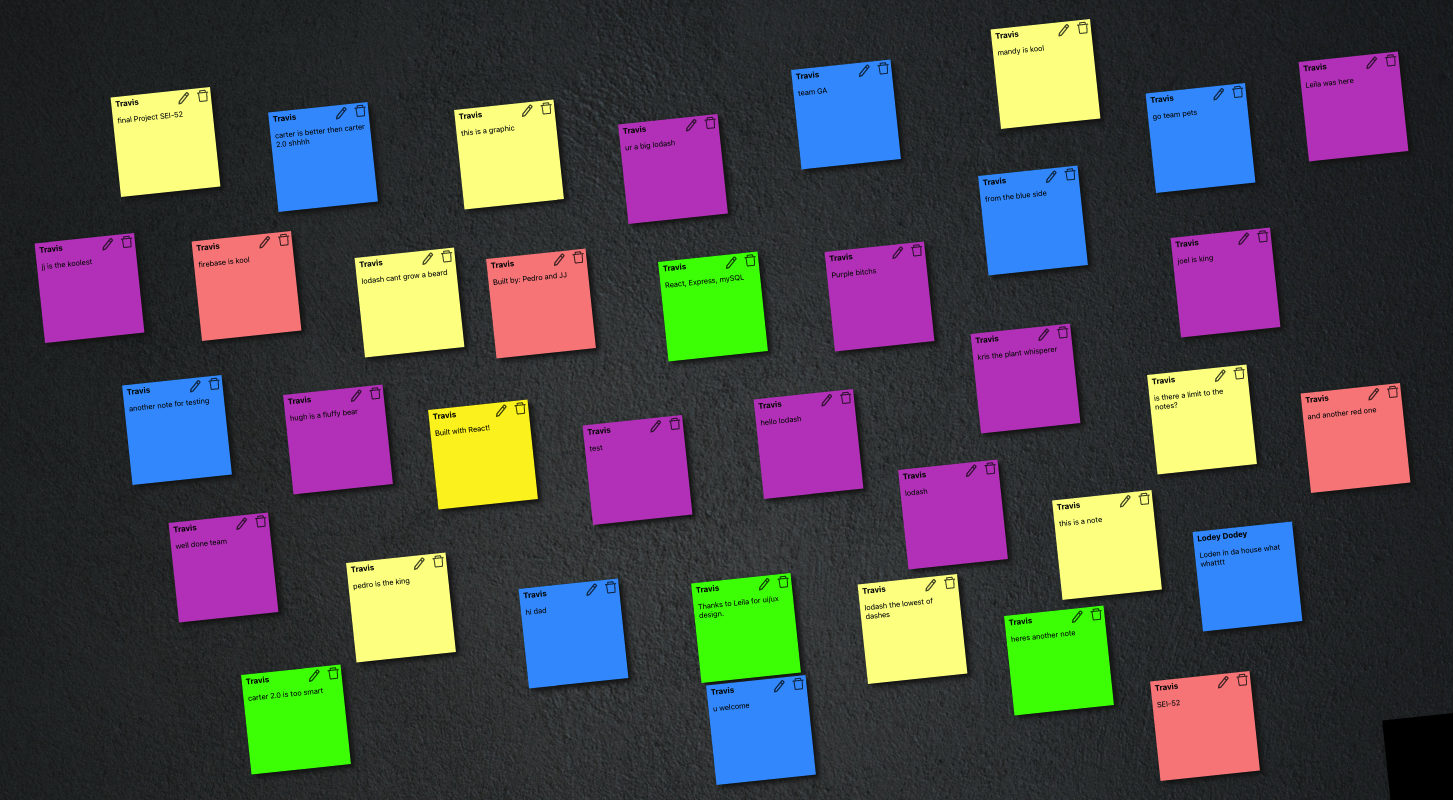 Travis
final Project SEI-52
Travis
carter is better then carter
2.0 shhhh
Travis
this is a graphic
Travis
ur a big lodash
Travis
team GA
Travis
mandy is kool
Travis
go team pets
Travis
Leila was here
Travis
from the blue side
Travis
jj is the koolest
Travis
firebase is kool
Travis
lodash cant grow a beard
Travis
Built by: Pedro and JJ
Travis
React, Express, mySQL
Travis
Purple bitchs
Travis
joel is king
Travis
kris the plant whisperer
Travis
another note for testing
Travis
hugh is a fluffy bear
Travis
Built with React!
Travis
test
Travis
hello lodash
Travis
is there a limit to the
notes?
Travis
and another red one
Travis
lodash
Travis
this is a note
Lodey Dodey
Loden in da house what
whatttt
Travis
well done team
Travis
pedro is the king
Travis
hi dad
Travis
Thanks to Leila for ui/ux
design.
Travis
lodash the lowest of
dashes
Travis
heres another note
Travis
carter 2.0 is too smart
Travis
u welcome
Travis
SEI-52